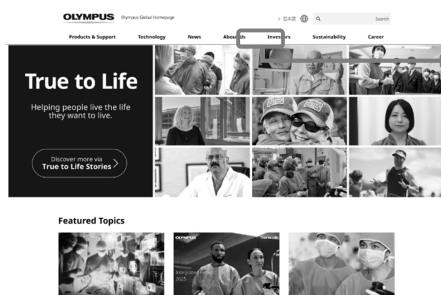 OLYMPUS Olympus Global Homepage
日本語 Search
Products & Support Technology News About Us Investors Sustainability Career
True to Life
Helping people live the life
they want to live.
Discover more via
True to Life Stories
Featured Topics
OLYMPUS
Integrated
2025